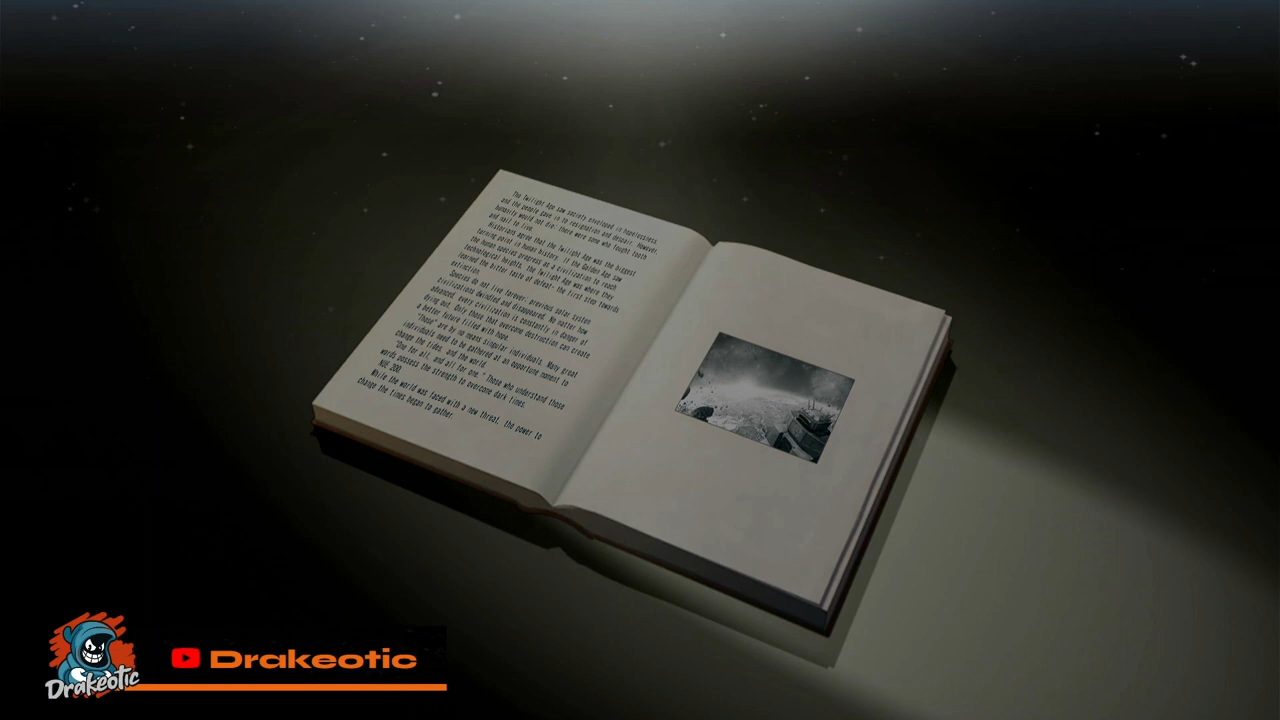 The Twilight Age saw society enveloped in hopelessness,
and the people gave in to resignation and despair. However,
humanity would not die; there were some who fought tooth
and nail to live.
Historians agree that the Twilight Age was the biggest
turning point in human history. If the Golden Age saw
the human species progress as a civilization to reach
technological heights, the Twilight Age was where they
learned the bitter taste of defeat: the first step towards
extinction.
Species do not live forever; previous solar system
civilizations dwindled and disappeared. No matter how
advanced, every civilization is constantly in danger of
dying out. Only those that overcome destruction can create
a better future filled with hope.
"Those" are by no means singular individuals. Many great
individuals need to be gathered at an opportune moment to
change the tides, and the world.
"One for all, and all for one." Those who understand those
words possess the strength to overcome dark times.
NUE 200.
While the world was faced with a new threat, the power to
change the times began to gather.
Drakeotic
Drakeotic